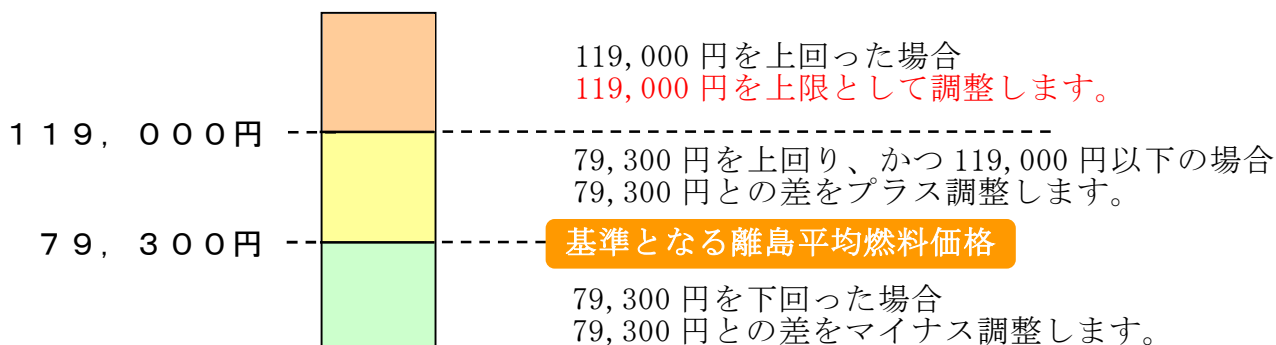 119,000 円を上回った場合
119,000 円を上限として調整します。
１１９，０００円
79,300 円を上回り、かつ 119,000 円以下の場合
79,300 円との差をプラス調整します。
７９，３００円
基準となる離島平均燃料価格
79,300 円を下回った場合
79,300 円との差をマイナス調整します。